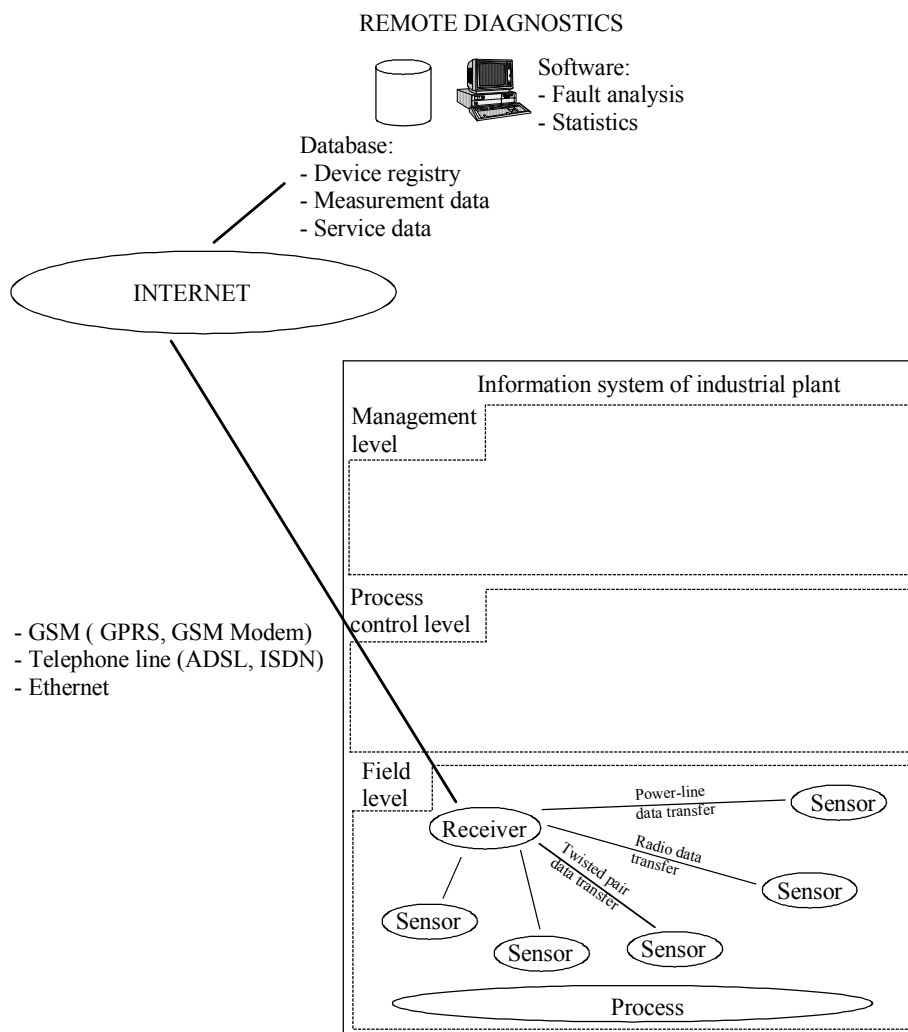 REMOTE DIAGNOSTICS
Software:
- Fault analysis
- Statistics
Database:
- Device registry
- Measurement data
- Service data
INTERNET
Information system of industrial plant
Management
level
Process
control level
- GSM ( GPRS, GSM Modem)
- Telephone line (ADSL, ISDN)
- Ethernet
Field
level
Power-line
data transfer
Sensor
Receiver
Radio data
transfer
Twisted pair
data transfer
Sensor
Sensor
Sensor
Sensor
Process